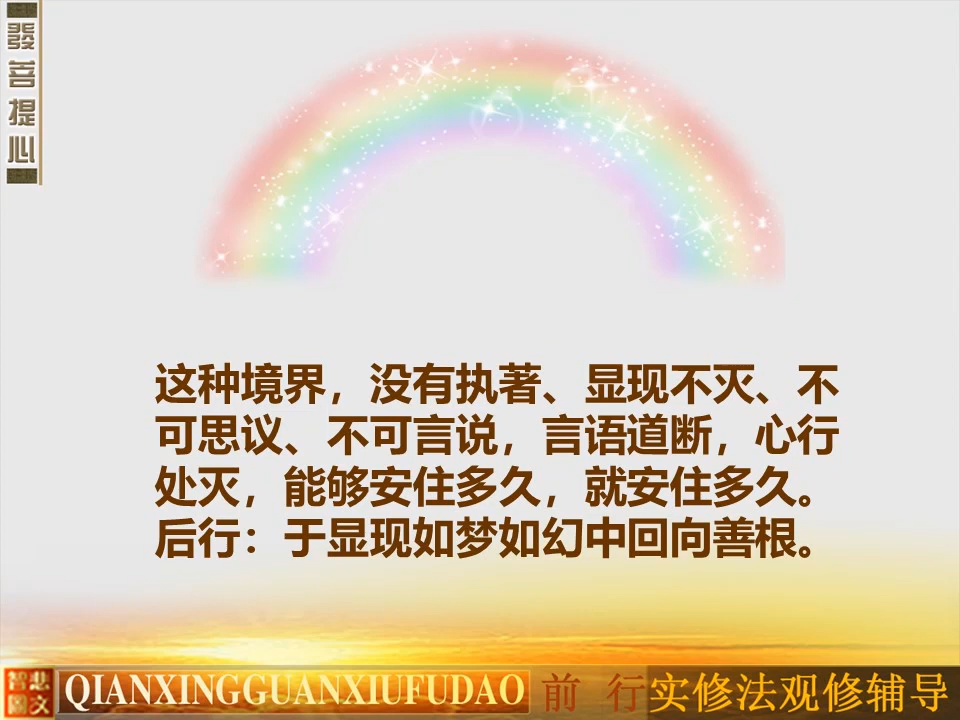 發菩提心
这种境界，没有执著、显现不灭、不
可思议、不可言说，言语道断，心行
处灭，能够安住多久，就安住多久。
后行：于显现如梦如幻中回向善根。
QIANXINGGUANXIUFUDAO 前 行实修法观修辅导